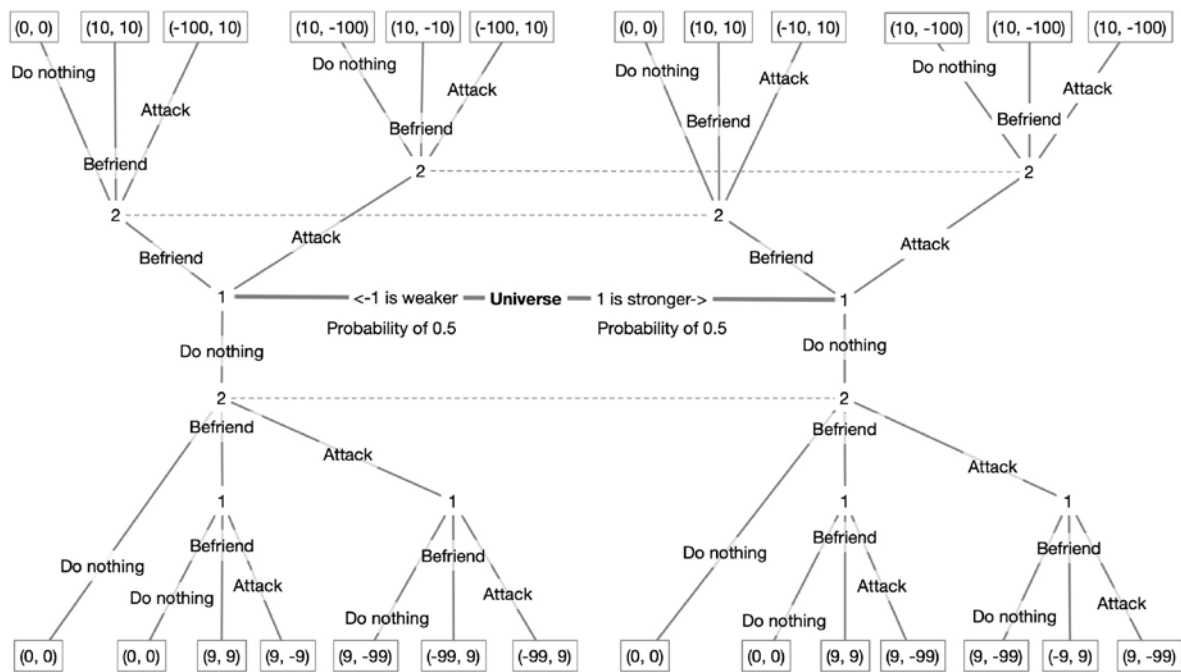 (0, 0) (10, 10) (-100, 10) (10, -100) (10, -10) (-100, 10) (0, 0) (10, 10) (-10, 10) (10, -100) (10, -100) (10, -100)
Do nothing Do nothing Do nothing Do nothing
Attack Attack Attack Attack
Befriend Befriend Befriend Befriend
2 2
2 2
Befriend Attack Befriend Attack
1 <-1 is weaker Universe 1 is stronger-> 1
Probability of 0.5 Probability of 0.5
Do nothing Do nothing
2 2
Befriend Befriend
Attack Attack
1 1 1 1
Befriend Befriend Befriend Befriend
Do nothing Do nothing Attack Attack Do nothing Do nothing Attack Attack
Do nothing Do nothing
(0, 0) (0, 0) (9, 9) (9, -9) (9, -99) (-99, 9) (-99, 9) (0, 0) (0, 0) (9, 9) (9, -99) (9, -99) (-9, 9) (9, -99)